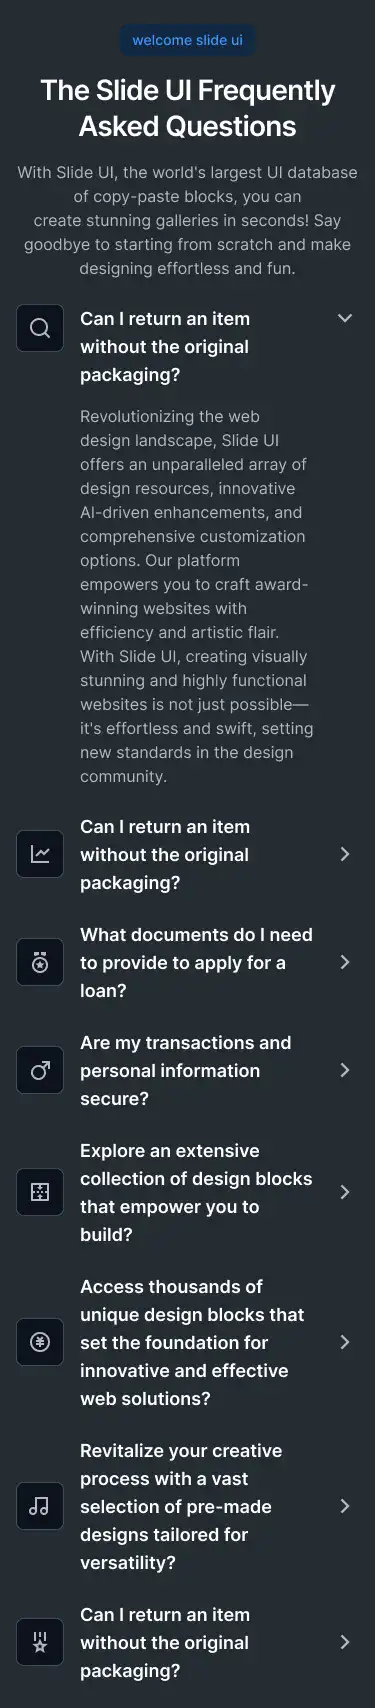 welcome slide ui
The Slide UI Frequently
Asked Questions
With Slide UI, the world's largest UI database
of copy-paste blocks, you can
create stunning galleries in seconds! Say
goodbye to starting from scratch and make
designing effortless and fun.
Can I return an item
without the original
packaging?
Revolutionizing the web
design landscape, Slide UI
offers an unparalleled array of
design resources, innovative
AI-driven enhancements, and
comprehensive customization
options. Our platform
empowers you to craft award-
winning websites with
efficiency and artistic flair.
With Slide UI, creating visually
stunning and highly functional
websites is not just possible—
it's effortless and swift, setting
new standards in the design
community.
Can I return an item
without the original
packaging?
What documents do I need
to provide to apply for a
loan?
Are my transactions and
personal information
secure?
Explore an extensive
collection of design blocks
that empower you to
build?
Access thousands of
unique design blocks that
set the foundation for
innovative and effective
web solutions?
Revitalize your creative
process with a vast
selection of pre-made
designs tailored for
versatility?
Can I return an item
without the original
packaging?